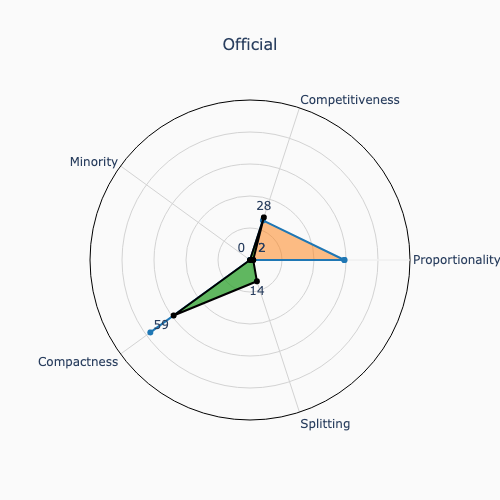 Official
Competitiveness
Minority
28
0
2
Proportionality
14
59
Compactness
Splitting